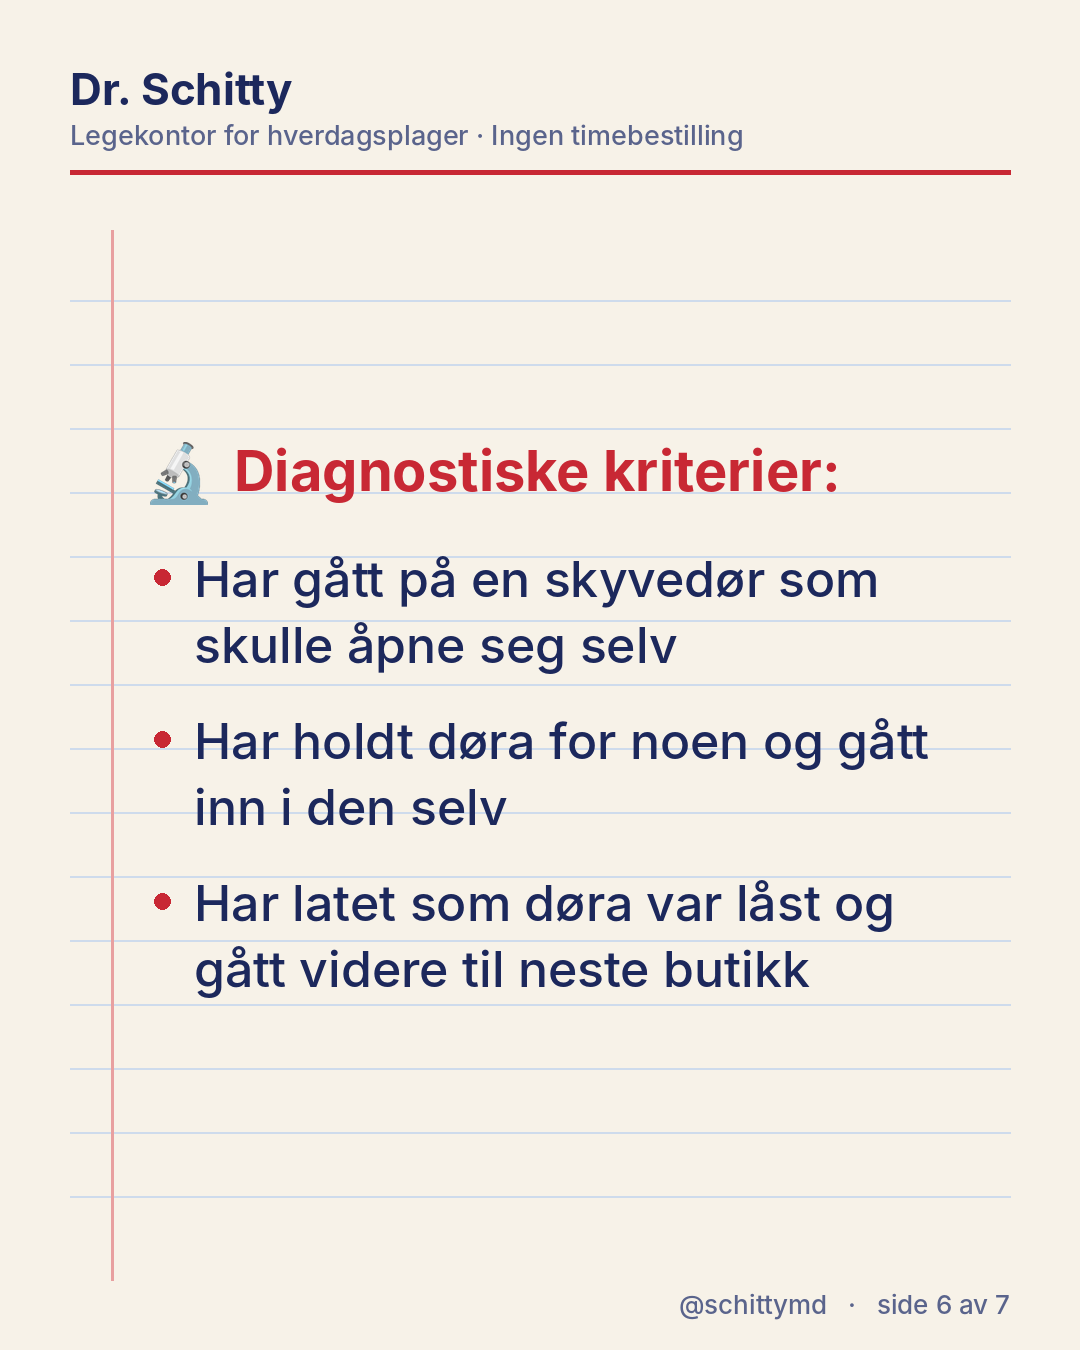 Dr. Schitty
Legekontor for hverdagsplager · Ingen timebestilling
🔬 Diagnostiske kriterier:
• Har gått på en skyvedør som
skulle åpne seg selv
• Har holdt døra for noen og gått
inn i den selv
• Har latet som døra var låst og
gått videre til neste butikk
@schittymd · side 6 av 7